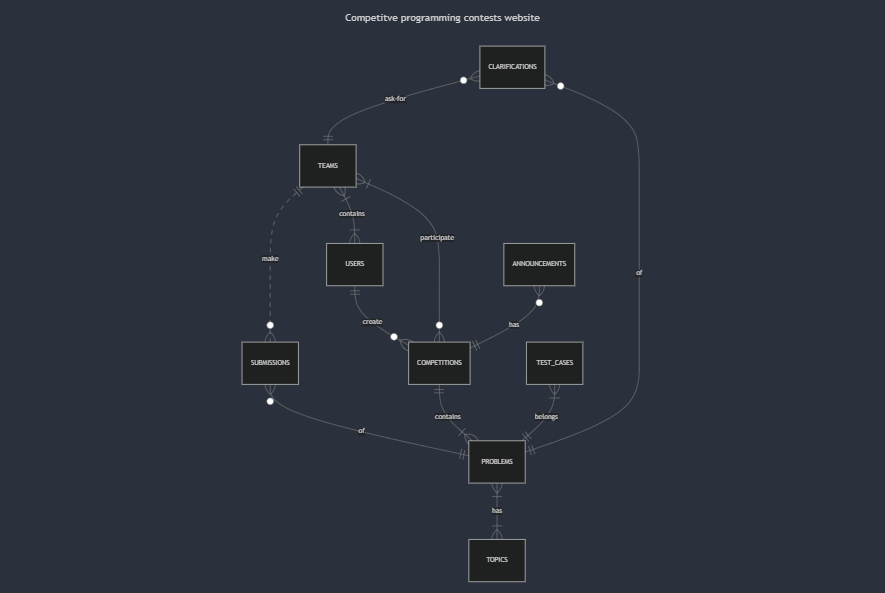 Competitve programming contests website
CLARIFICATIONS
ask-for
TEAMS
contains
participate
make
of
USERS
ANNOUNCEMENTS
create
has
SUBMISSIONS
COMPETITIONS
TEST_CASES
contains
belongs
of
PROBLEMS
has
TOPICS